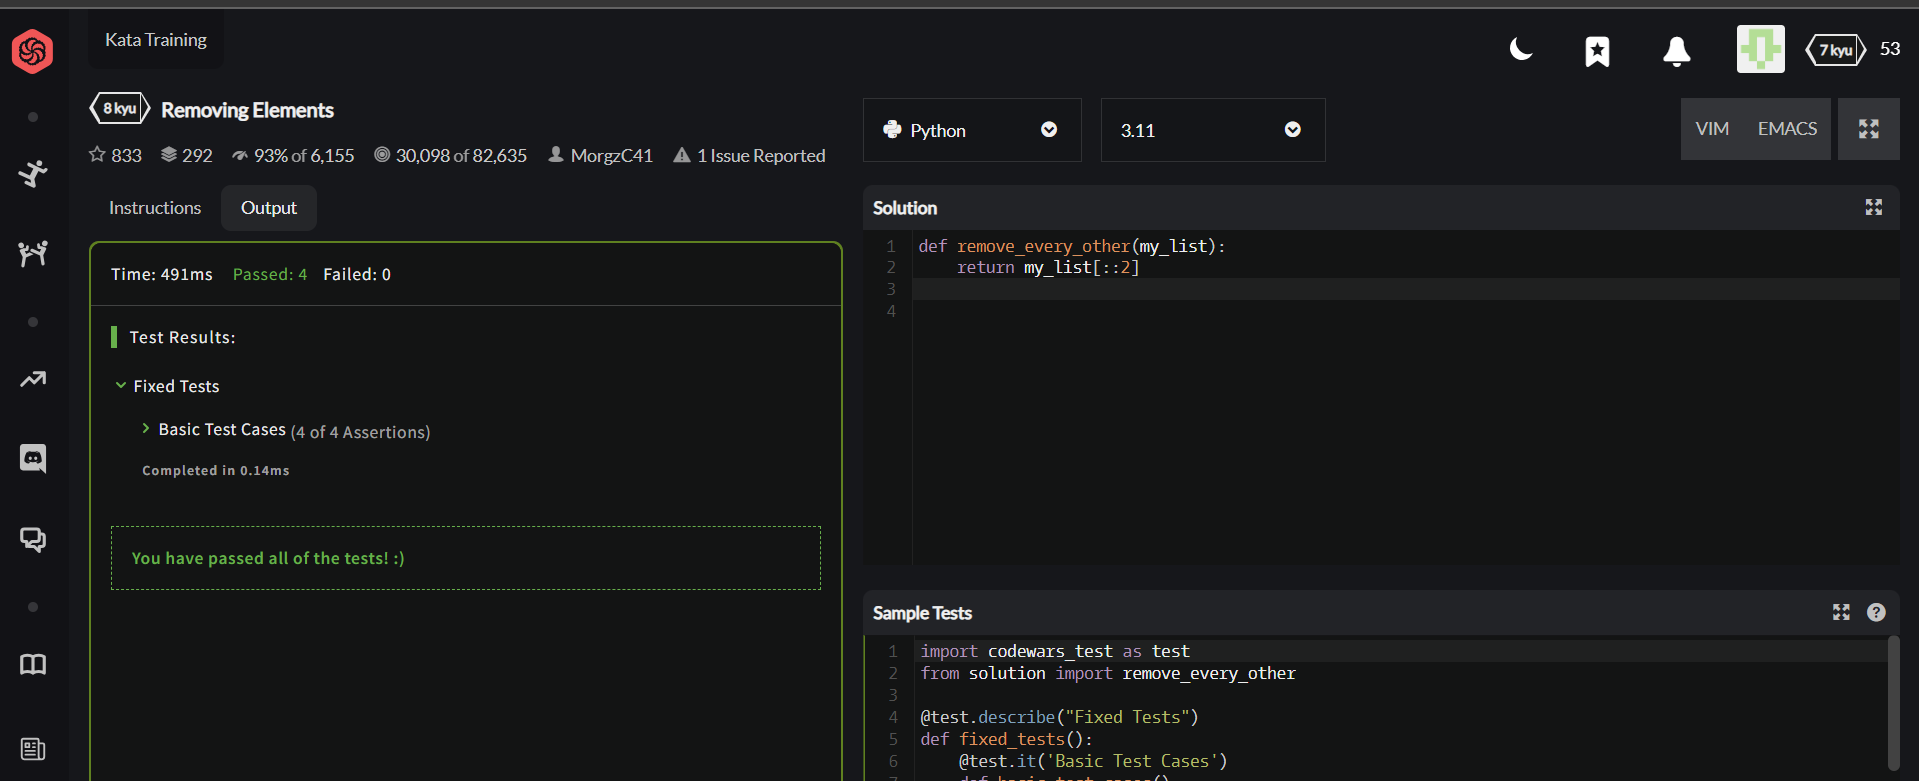 Kata Training
7 kyu 53
8 kyu Removing Elements
833 292 93% of 6,155 30,098 of 82,635 MorgzC41 1 Issue Reported
Instructions Output
Time: 491ms Passed: 4 Failed: 0
Test Results:
Fixed Tests
Basic Test Cases (4 of 4 Assertions)
Completed in 0.14ms
You have passed all of the tests! :)
Python 3.11 VIM EMACS
Solution
1 def remove_every_other(my_list):
2     return my_list[::2]
3
4
Sample Tests ?
1 import codewars_test as test
2 from solution import remove_every_other
3
4 @test.describe("Fixed Tests")
5 def fixed_tests():
6     @test.it('Basic Test Cases')